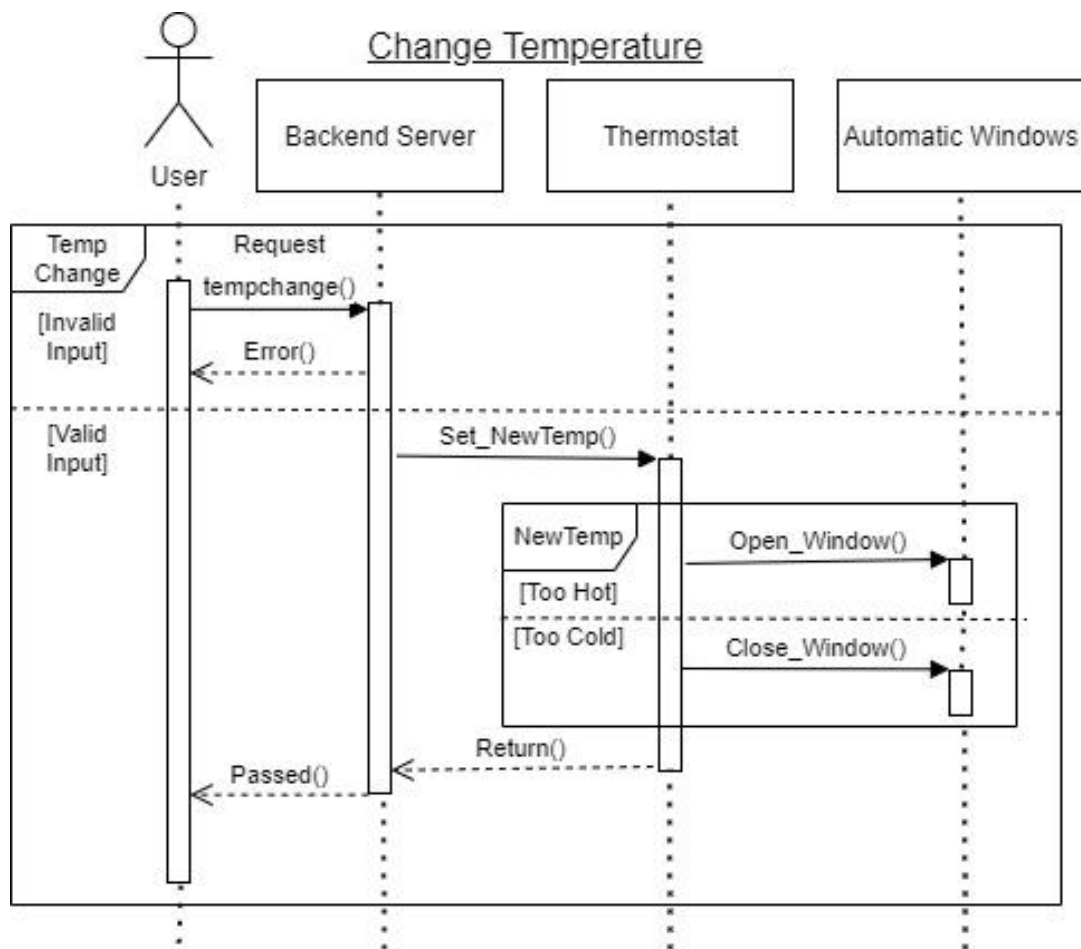 Change Temperature
User
Backend Server
Thermostat
Automatic Windows
Temp
Change
Request
tempchange()
[Invalid
Input]
Error()
[Valid
Input]
Set_NewTemp()
NewTemp
Open_Window()
[Too Hot]
[Too Cold]
Close_Window()
Return()
Passed()